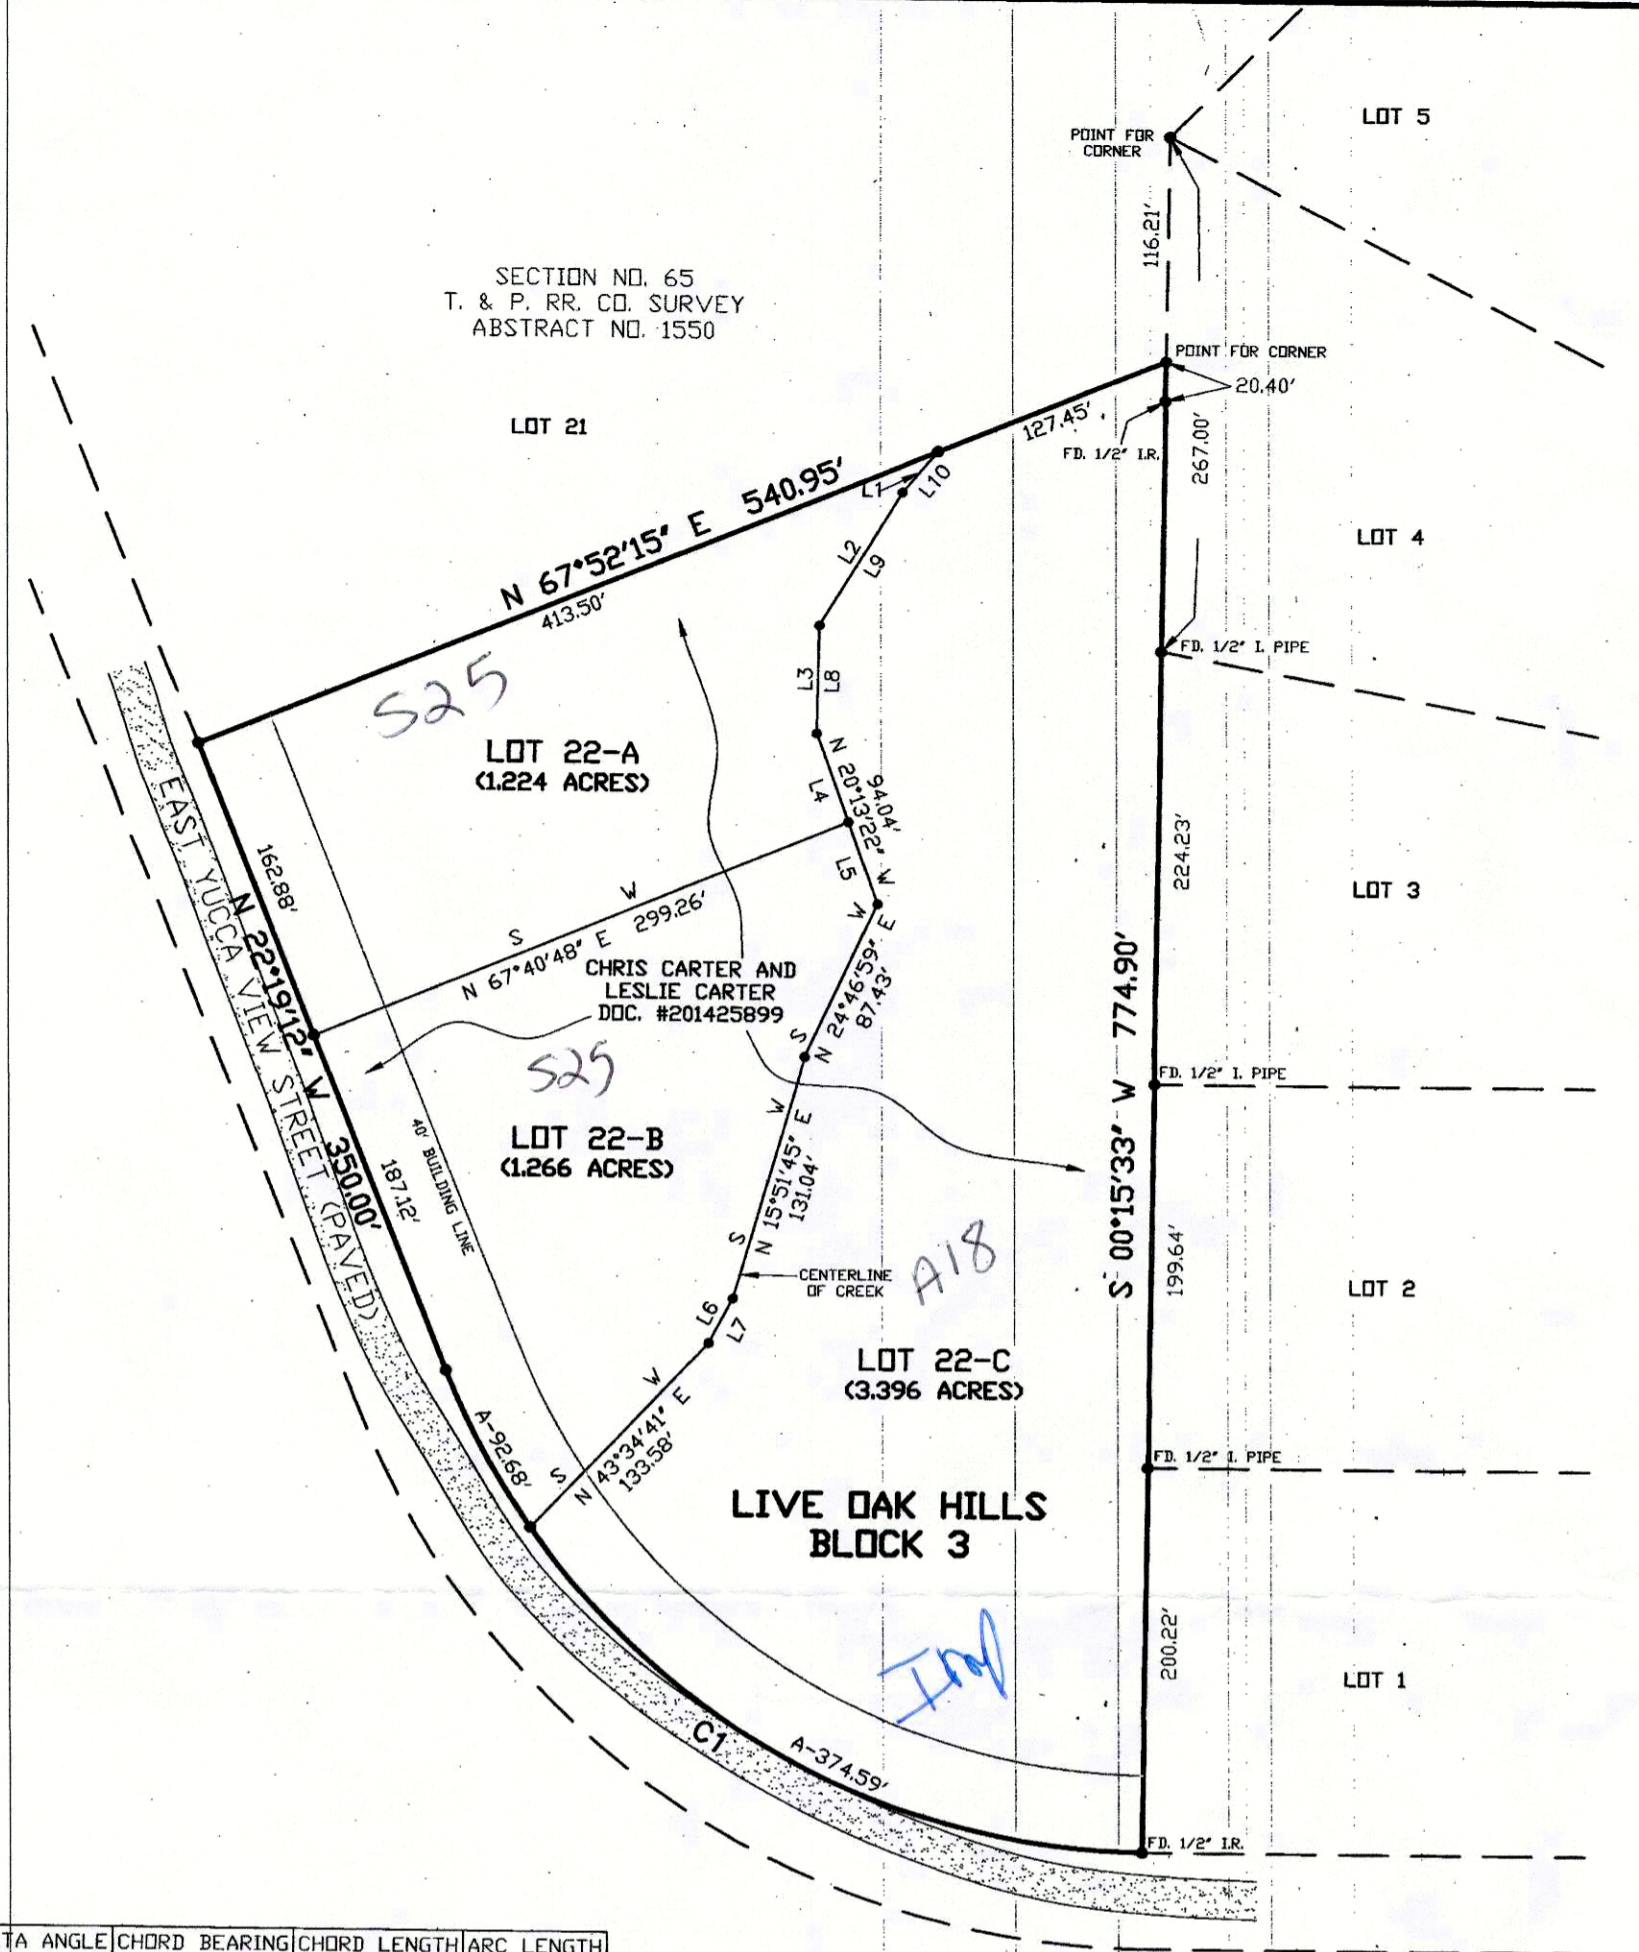 LOT 5
POINT FOR
CORNER
116.21'
SECTION NO. 65
T. & P. RR. CO. SURVEY
ABSTRACT NO. 1550
POINT FOR CORNER
20.40'
LOT 21
127.45'
FD. 1/2" I.R.
267.00'
L1
L10
N 67°52'15" E 540.95'
413.50'
L2
L9
LOT 4
L3
L8
FD. 1/2" I. PIPE
S25
LOT 22-A
(1.224 ACRES)
N 20°13'22" W
94.04'
L4
L5
162.88'
EAST YUCCA VIEW STREET (PAVED)
N 22°19'12" W 350.00'
S W
N 67°40'48" E 299.26'
224.23'
LOT 3
CHRIS CARTER AND
LESLIE CARTER
DOC. #201425899
S W
N 24°46'59" E
87.43'
S 00°15'33" W 774.90'
S25
FD. 1/2" I. PIPE
40' BUILDING LINE
187.12'
LOT 22-B
(1.266 ACRES)
S W
N 15°51'45" E
131.04'
A18
199.64'
CENTERLINE
OF CREEK
LOT 2
L6
L7
LOT 22-C
(3.396 ACRES)
A-92.68'
S W
N 43°34'41" E
133.58'
FD. 1/2" I. PIPE
LIVE OAK HILLS
BLOCK 3
200.22'
LOT 1
C1
A-374.59'
FD. 1/2" I.R.
TA ANGLE CHORD BEARING CHORD LENGTH ARC LENGTH